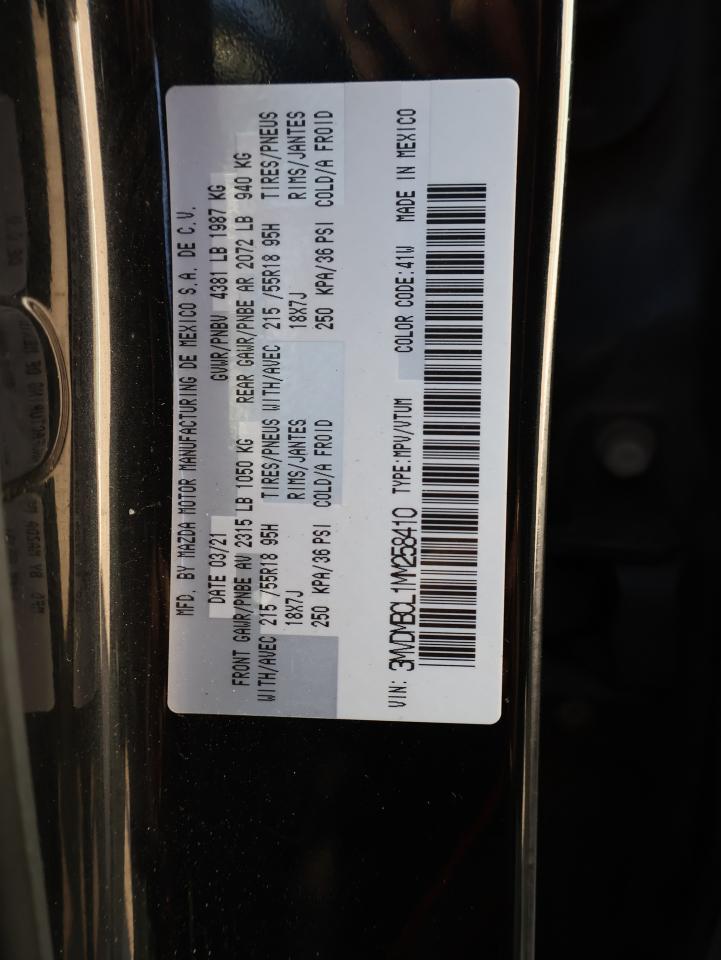 MFD. BY MAZDA MOTOR MANUFACTURING DE MEXICO S.A. DE C.V.
DATE 03/21 GVWR/PNBV 4381 LB 1987 KG
FRONT GAWR/PNBE AV 2315 LB 1050 KG REAR GAWR/PNBE AR 2072 LB 940 KG
WITH/AVEC 215 /55R18 95H TIRES/PNEUS WITH/AVEC 215 /55R18 95H TIRES/PNEUS
18X7J RIMS/JANTES 18X7J RIMS/JANTES
250 KPA/36 PSI COLD/A FROID 250 KPA/36 PSI COLD/A FROID
VIN: 3MVDMBCL1MM258410 TYPE:MPV/VTUM COLOR CODE:41W MADE IN MEXICO